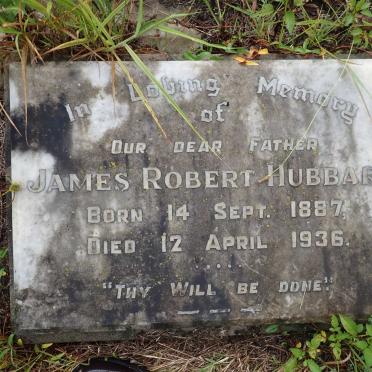 In Loving Memory
of
Our dear Father
James Robert Hubbar
Born 14 Sept. 1887,
Died 12 April 1936.
.....
"Thy Will be done."